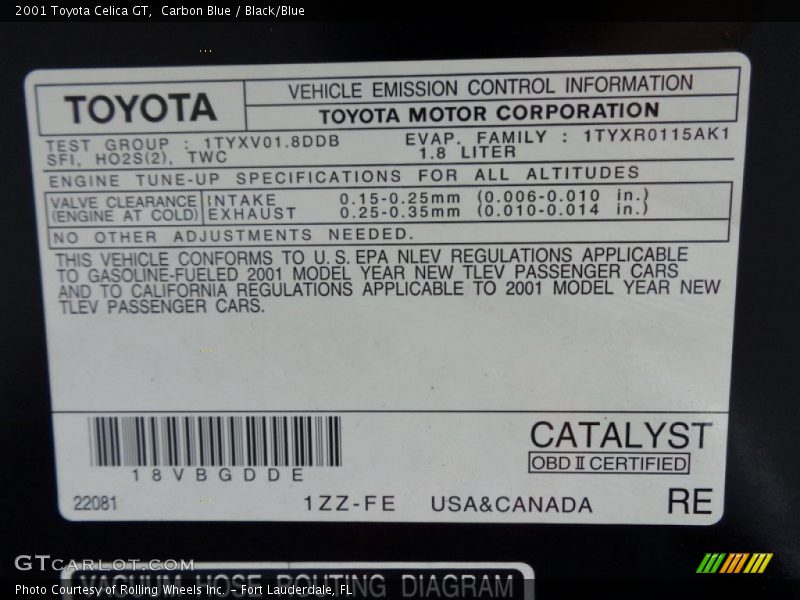 2001 Toyota Celica GT, Carbon Blue / Black/Blue
TOYOTA
VEHICLE EMISSION CONTROL INFORMATION
TOYOTA MOTOR CORPORATION
TEST GROUP : 1TYXV01.8DDB EVAP. FAMILY : 1TYXR0115AK1
SFI, HO2S(2), TWC 1.8 LITER
ENGINE TUNE-UP SPECIFICATIONS FOR ALL ALTITUDES
VALVE CLEARANCE INTAKE 0.15-0.25mm (0.006-0.010 in.)
(ENGINE AT COLD) EXHAUST 0.25-0.35mm (0.010-0.014 in.)
NO OTHER ADJUSTMENTS NEEDED.
THIS VEHICLE CONFORMS TO U.S. EPA NLEV REGULATIONS APPLICABLE
TO GASOLINE-FUELED 2001 MODEL YEAR NEW TLEV PASSENGER CARS
AND TO CALIFORNIA REGULATIONS APPLICABLE TO 2001 MODEL YEAR NEW
TLEV PASSENGER CARS.
CATALYST
OBD II CERTIFIED
18VBGDDE
22081 1ZZ-FE USA&CANADA RE
GTCARLOT.COM
VACUUM HOSE ROUTING DIAGRAM
Photo Courtesy of Rolling Wheels Inc. - Fort Lauderdale, FL